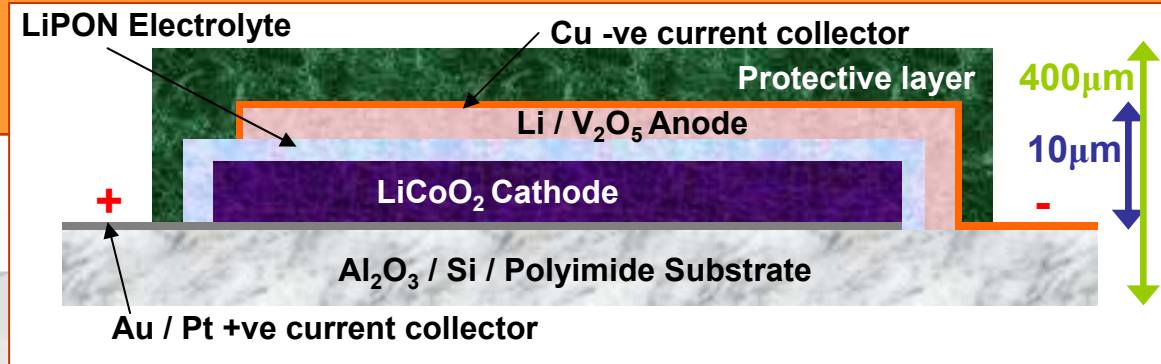 LiPON Electrolyte
Cu -ve current collector
Protective layer
400µm
Li / V₂O₅ Anode
10µm
LiCoO₂ Cathode
+
-
Al₂O₃ / Si / Polyimide Substrate
Au / Pt +ve current collector